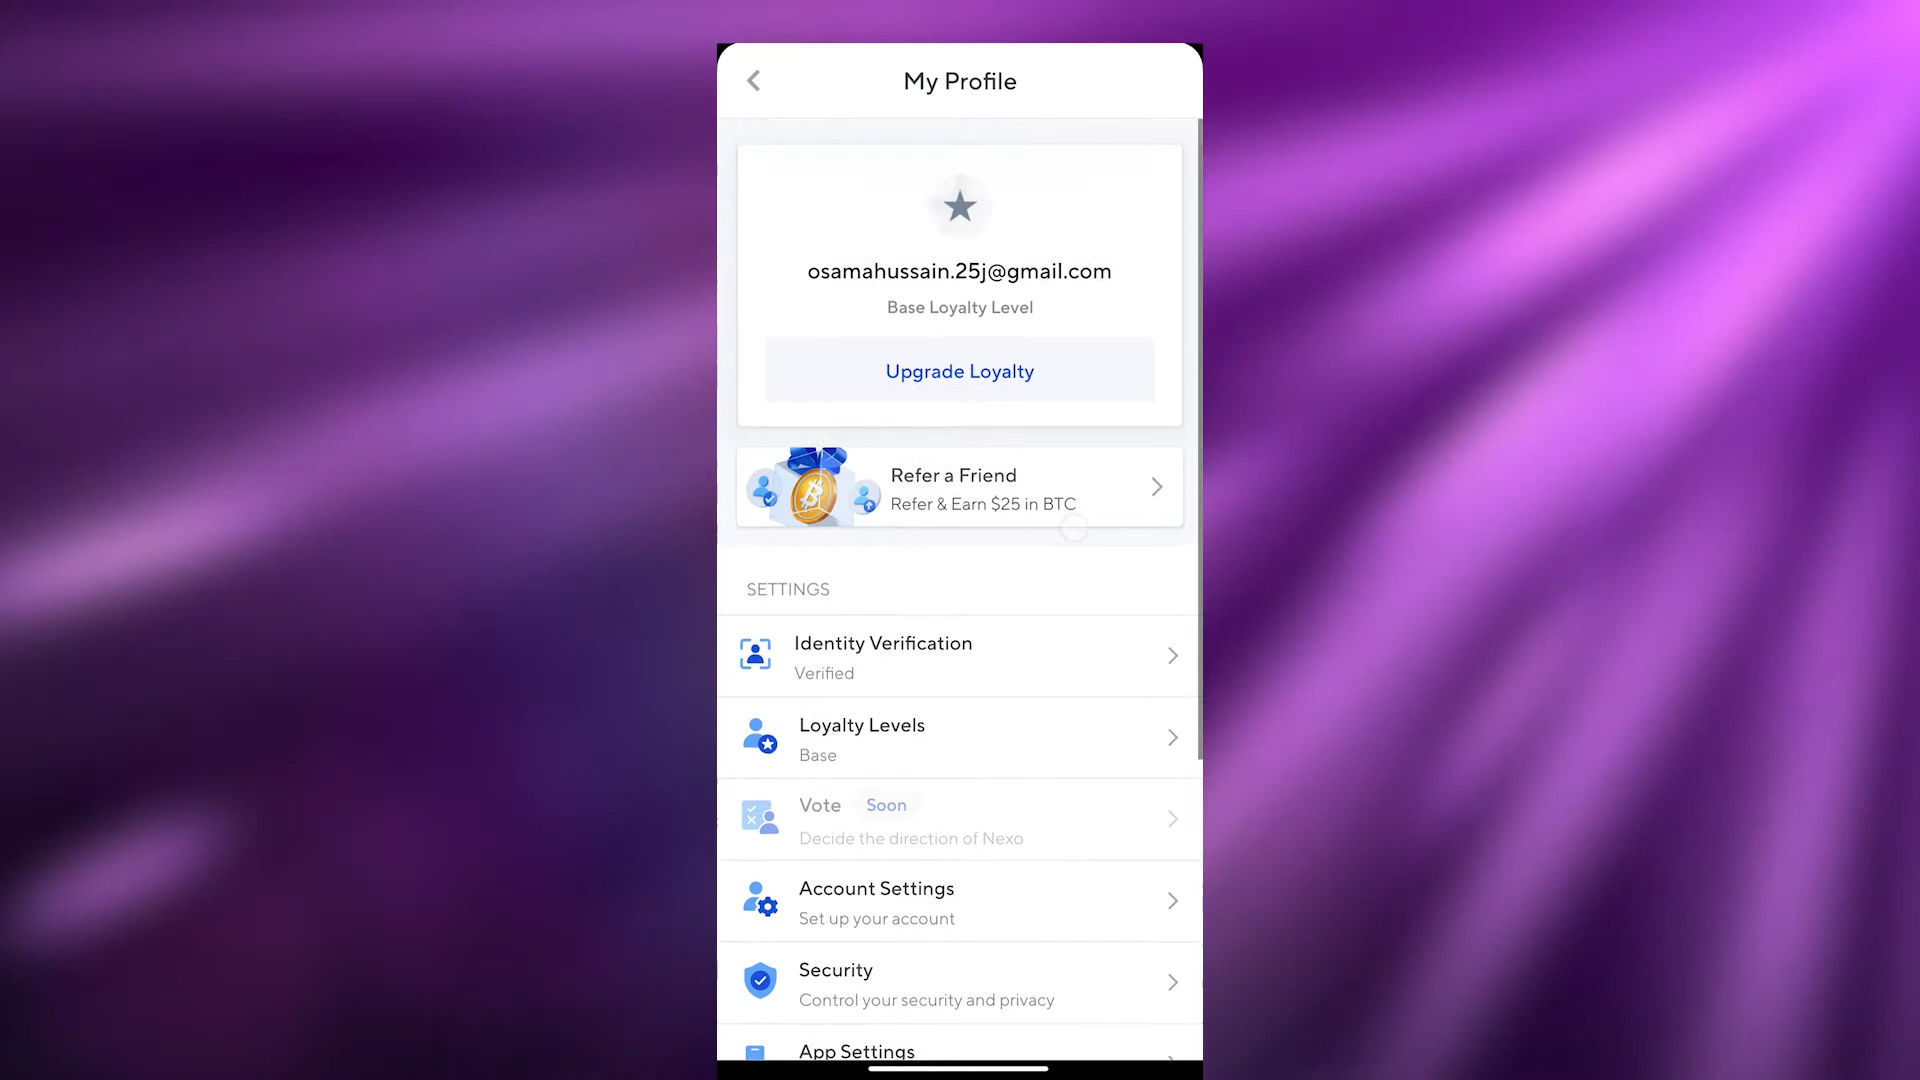 My Profile
osamahussain.25j@gmail.com
Base Loyalty Level
Upgrade Loyalty
Refer a Friend
Refer & Earn $25 in BTC
SETTINGS
Identity Verification
Verified
Loyalty Levels
Base
Vote Soon
Decide the direction of Nexo
Account Settings
Set up your account
Security
Control your security and privacy
App Settings